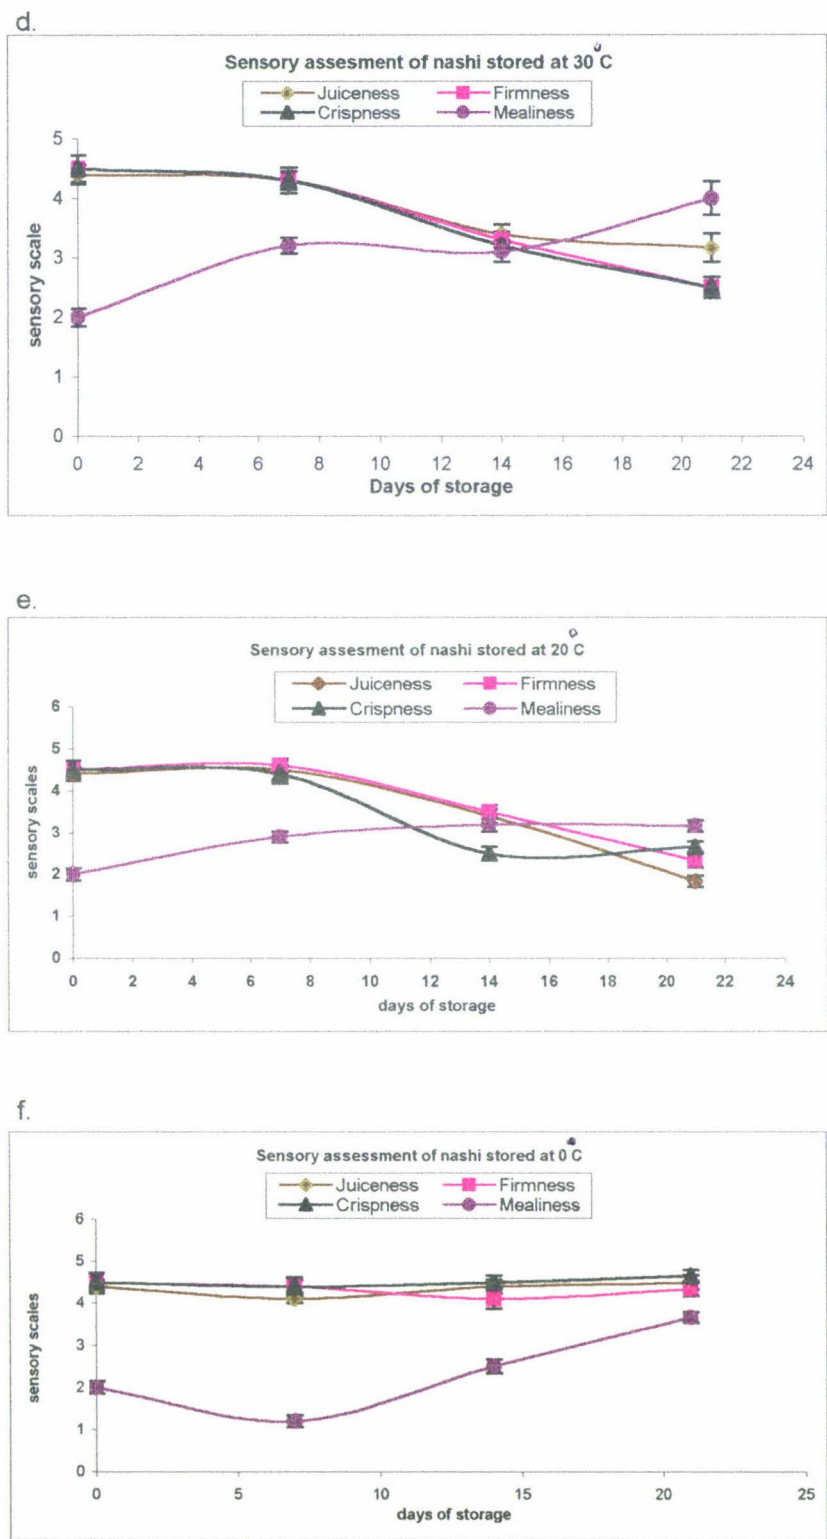 d.
Sensory assesment of nashi stored at 30°C
Juiceness Firmness
Crispness Mealiness
5
4
3
2
1
0
sensory scale
0 2 4 6 8 10 12 14 16 18 20 22 24
Days of storage
e.
Sensory assesment of nashi stored at 20°C
Juiceness Firmness
Crispness Mealiness
6
5
4
3
2
1
0
sensory scales
0 2 4 6 8 10 12 14 16 18 20 22 24
days of storage
f.
Sensory assessment of nashi stored at 0°C
Juiceness Firmness
Crispness Mealiness
6
5
4
3
2
1
0
sensory scales
0 5 10 15 20 25
days of storage